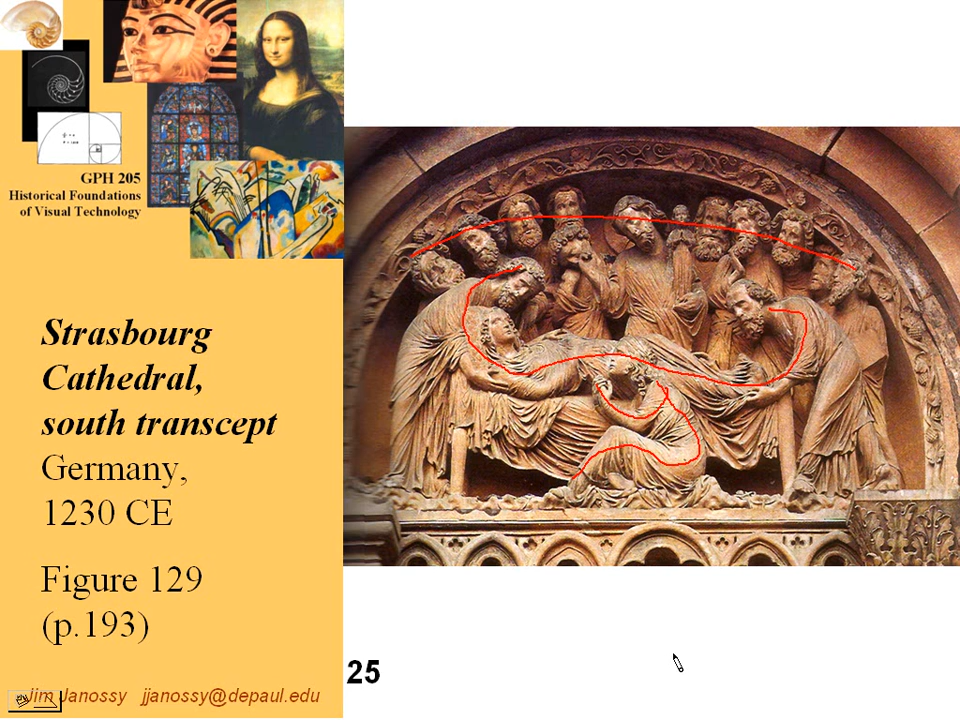 GPH 205
Historical Foundations
of Visual Technology
Strasbourg
Cathedral,
south transcept
Germany,
1230 CE
Figure 129
(p.193)
Jim Janossy jjanossy@depaul.edu
25